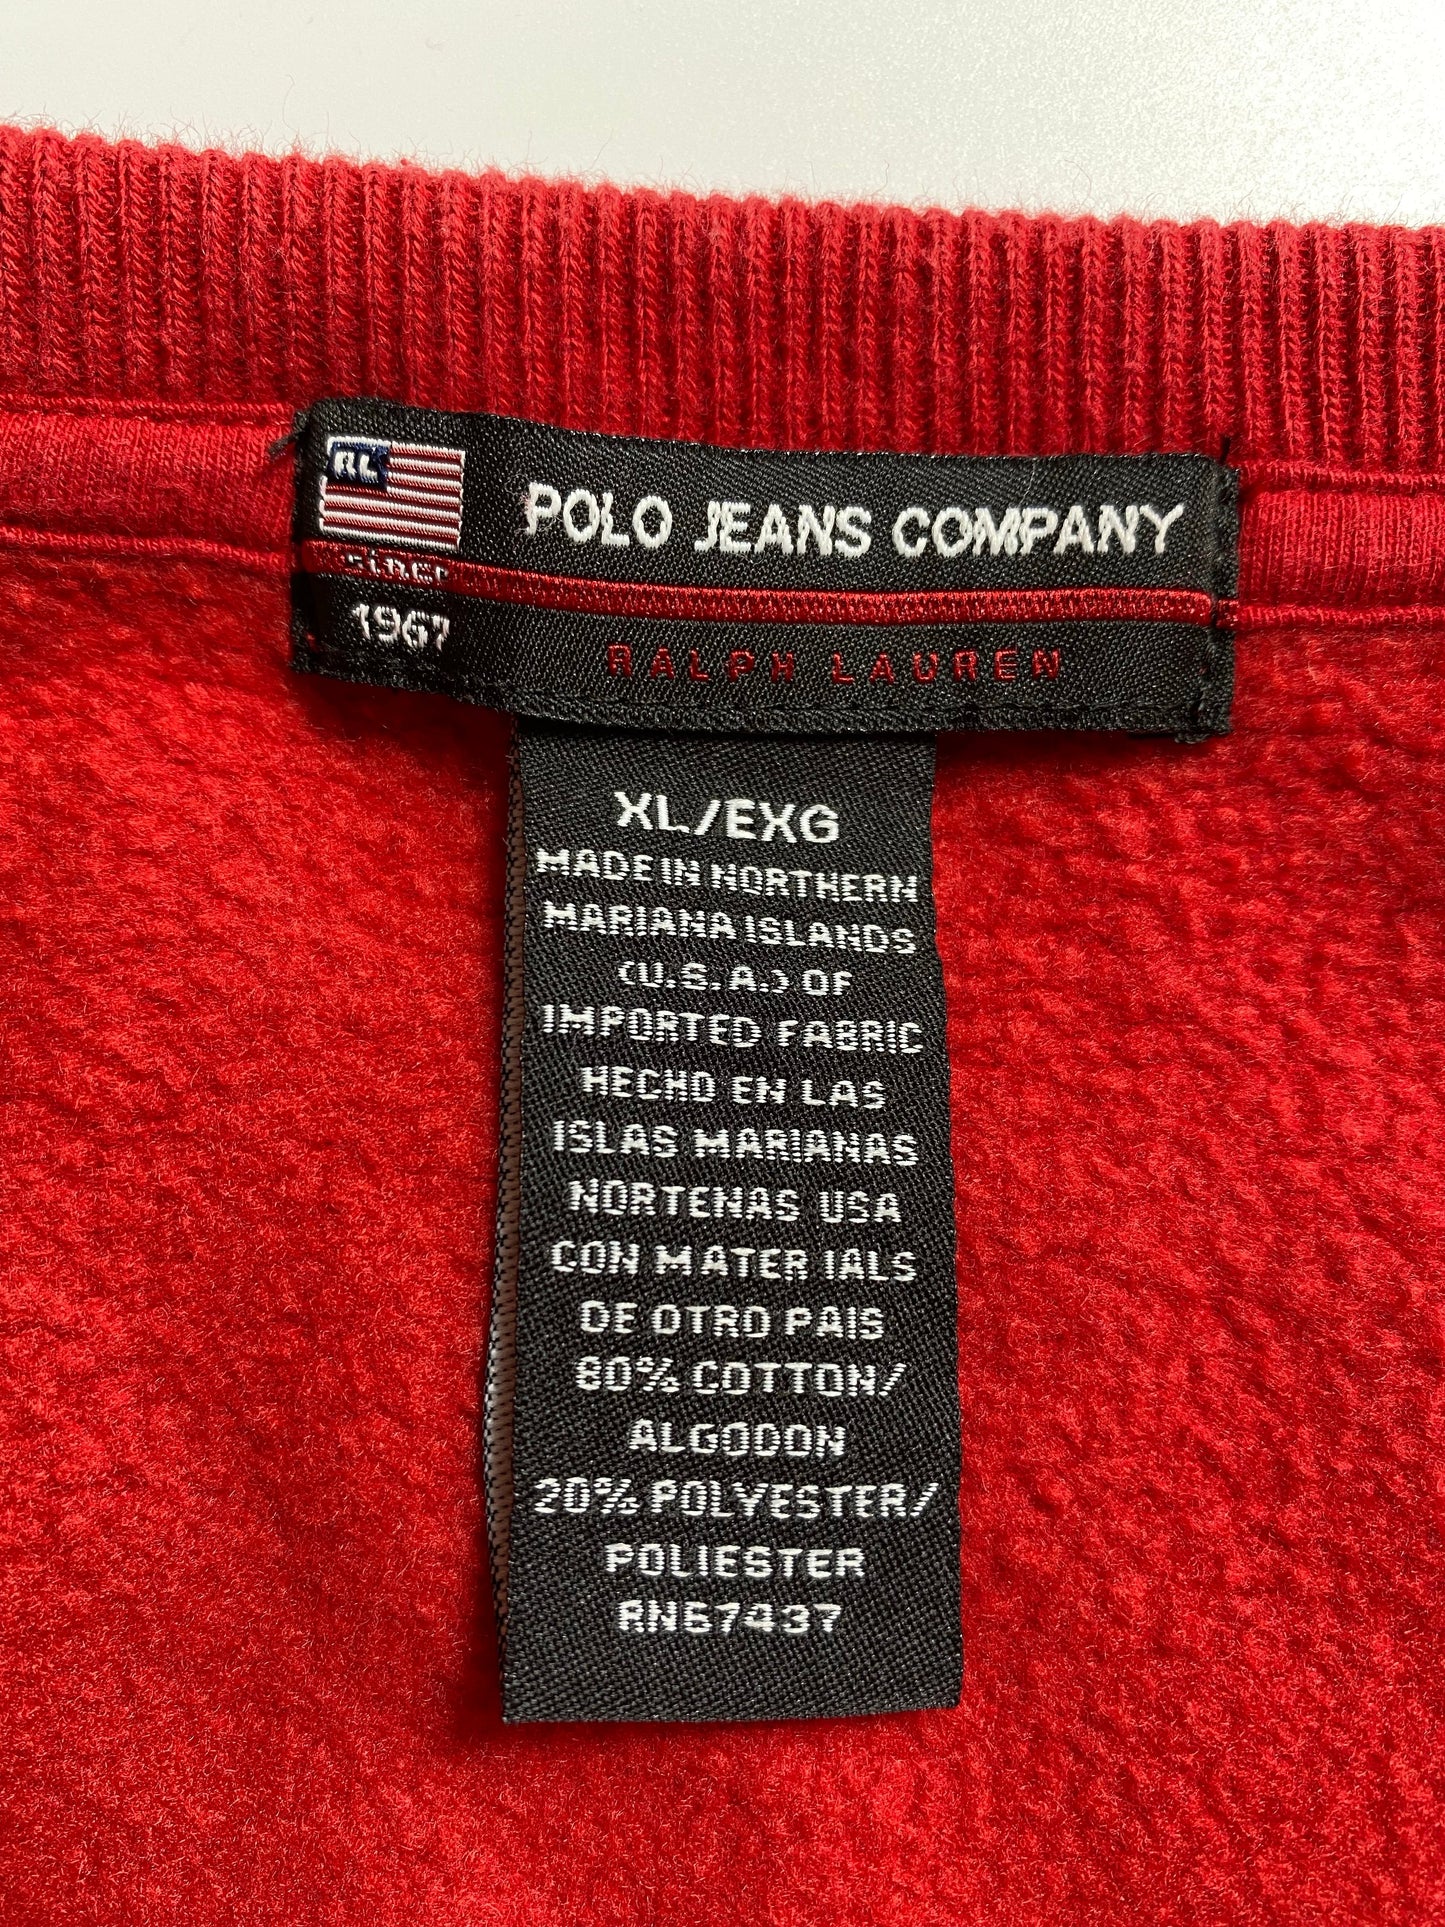 RL
POLO JEANS COMPANY
Since
1967
RALPH LAUREN
XL/EXG
MADE IN NORTHERN
MARIANA ISLANDS
(U.S.A.) OF
IMPORTED FABRIC
HECHO EN LAS
ISLAS MARIANAS
NORTENAS USA
CON MATERIALS
DE OTRO PAIS
80% COTTON/
ALGODON
20% POLYESTER/
POLIESTER